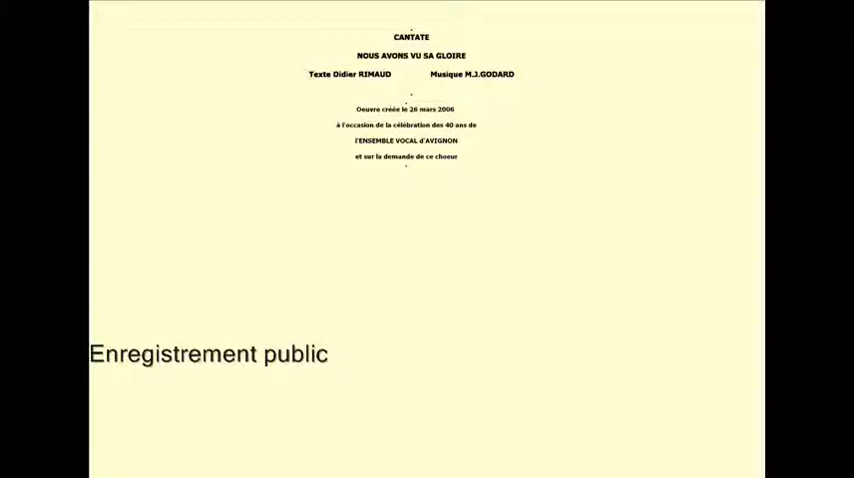 CANTATE
NOUS AVONS VU SA GLOIRE
Texte Didier RIMAUD Musique M.J.GODARD
Oeuvre créée le 26 mars 2006
à l'occasion de la célébration des 40 ans de
l'ENSEMBLE VOCAL d'AVIGNON
et sur la demande de ce choeur
Enregistrement public